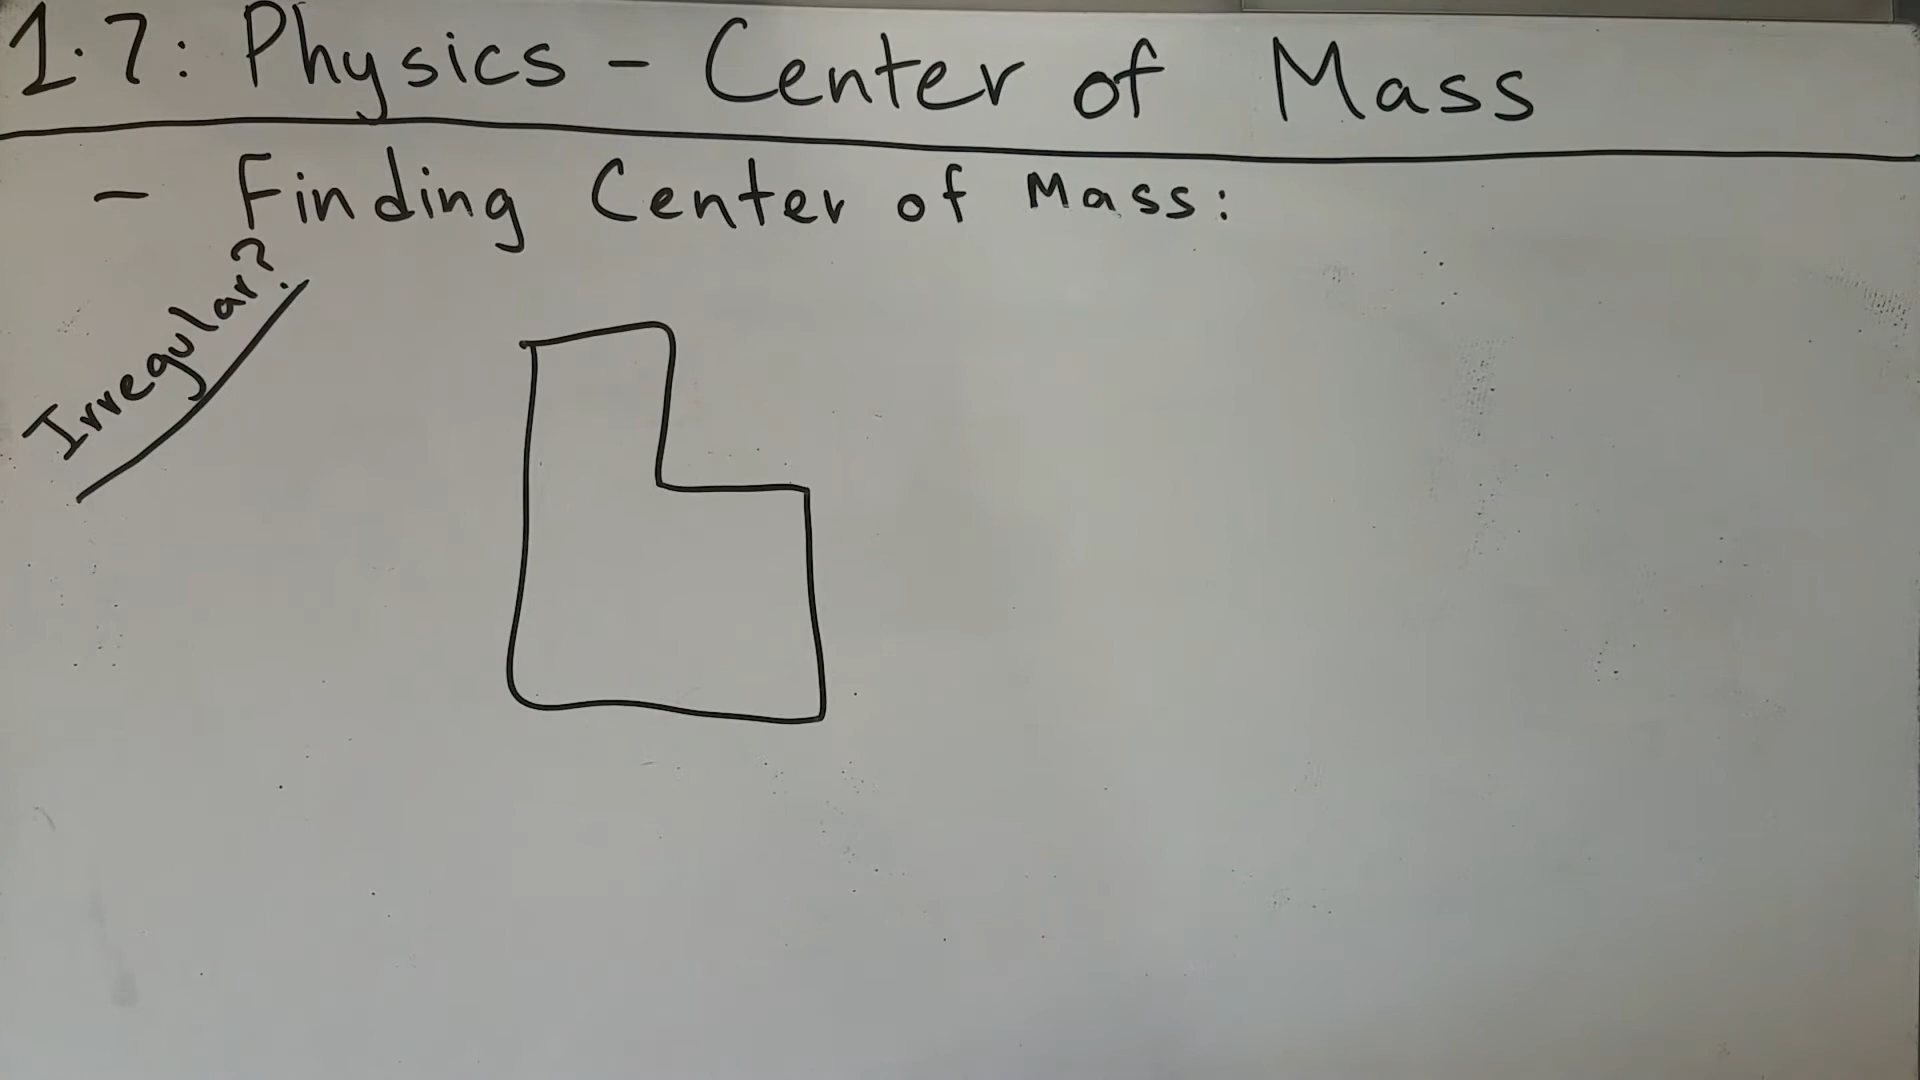 1.7: Physics - Center of Mass
- Finding Center of Mass:
Irregular?